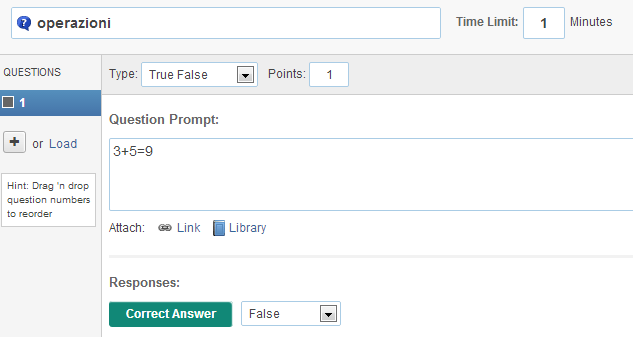 operazioni
Time Limit: 1 Minutes
QUESTIONS
1
+ or Load
Hint: Drag 'n drop
question numbers
to reorder
Type: True False Points: 1
Question Prompt:
3+5=9
Attach: Link Library
Responses:
Correct Answer False